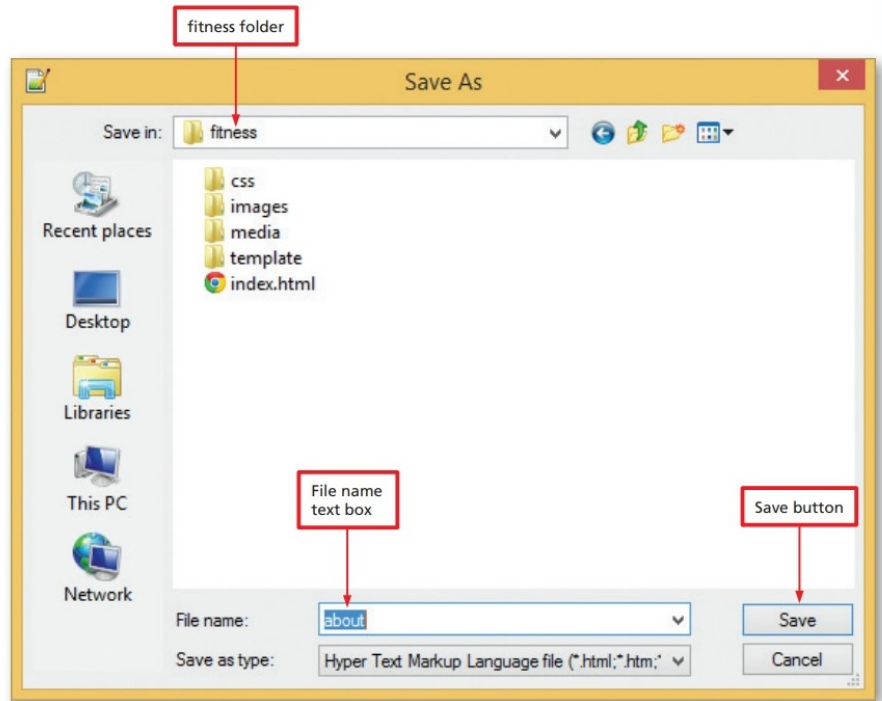 fitness folder
Save As
Save in:
fitness
css
images
media
template
index.html
Recent places
Desktop
Libraries
This PC
Network
File name
text box
Save button
File name:
about
Save
Save as type:
Hyper Text Markup Language file (*.html;*.htm;*
Cancel